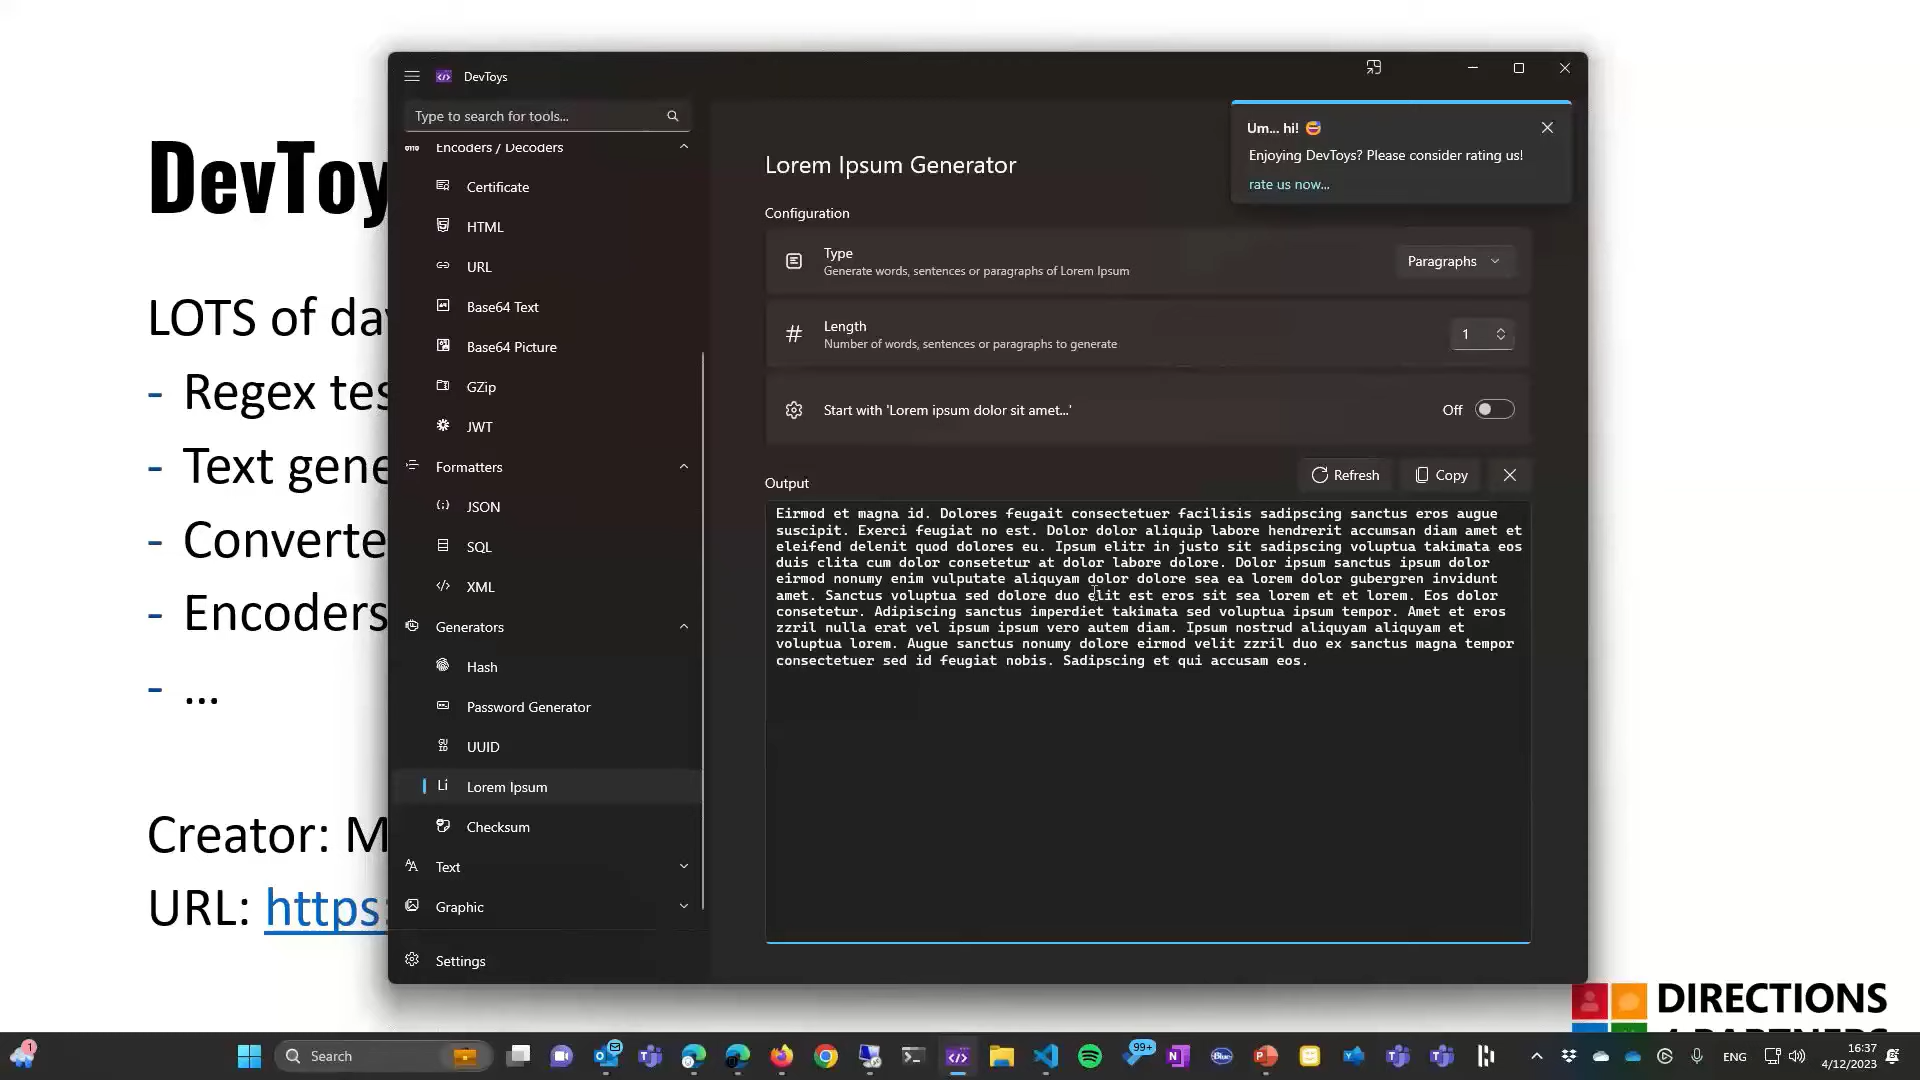 DevToy
LOTS of da
- Regex tes
- Text gene
- Converte
- Encoders
- ...
Creator: M
URL: https:
DevToys
Type to search for tools...
Encoders / Decoders
Certificate
HTML
URL
Base64 Text
Base64 Picture
GZip
JWT
Formatters
JSON
SQL
XML
Generators
Hash
Password Generator
UUID
Lorem Ipsum
Checksum
Text
Graphic
Settings
Um... hi!
Enjoying DevToys? Please consider rating us!
rate us now...
Lorem Ipsum Generator
Configuration
Type
Generate words, sentences or paragraphs of Lorem Ipsum
Paragraphs
Length
Number of words, sentences or paragraphs to generate
1
Start with 'Lorem ipsum dolor sit amet...'
Off
Output
Refresh
Copy
Eirmod et magna id. Dolores feugait consectetuer facilisis sadipscing sanctus eros augue
suscipit. Exerci feugiat no est. Dolor dolor aliquip labore hendrerit accumsan diam amet et
eleifend delenit quod dolores eu. Ipsum elitr in justo sit sadipscing voluptua takimata eos
duis clita cum dolor consetetur at dolor labore dolore. Dolor ipsum sanctus ipsum dolor
eirmod nonumy enim vulputate aliquyam dolor dolore sea ea lorem dolor gubergren invidunt
amet. Sanctus voluptua sed dolore duo elit est eros sit sea lorem et et lorem. Eos dolor
consetetur. Adipiscing sanctus imperdiet takimata sed voluptua ipsum tempor. Amet et eros
zzril nulla erat vel ipsum ipsum vero autem diam. Ipsum nostrud aliquyam aliquyam et
voluptua lorem. Augue sanctus nonumy dolore eirmod velit zzril duo ex sanctus magna tempor
consectetuer sed id feugiat nobis. Sadipscing et qui accusam eos.
DIRECTIONS
4 PARTNERS
1
Search
99+
Blue
ENG
16:37
4/12/2023